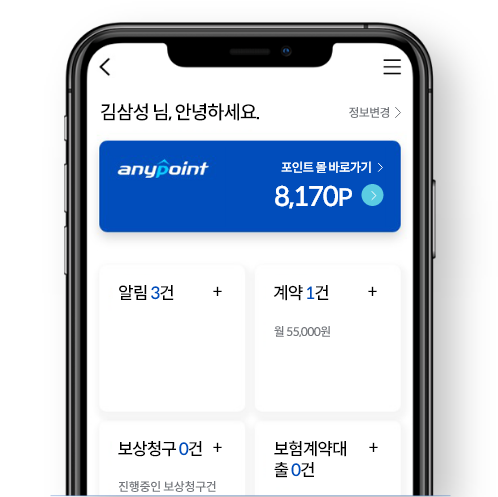 김삼성 님, 안녕하세요.
정보변경
anypoint
포인트 몰 바로가기
8,170P
알림 3건 +
계약 1건 +
월 55,000원
보상청구 0건 +
진행중인 보상청구건
보험계약대
출 0건 +